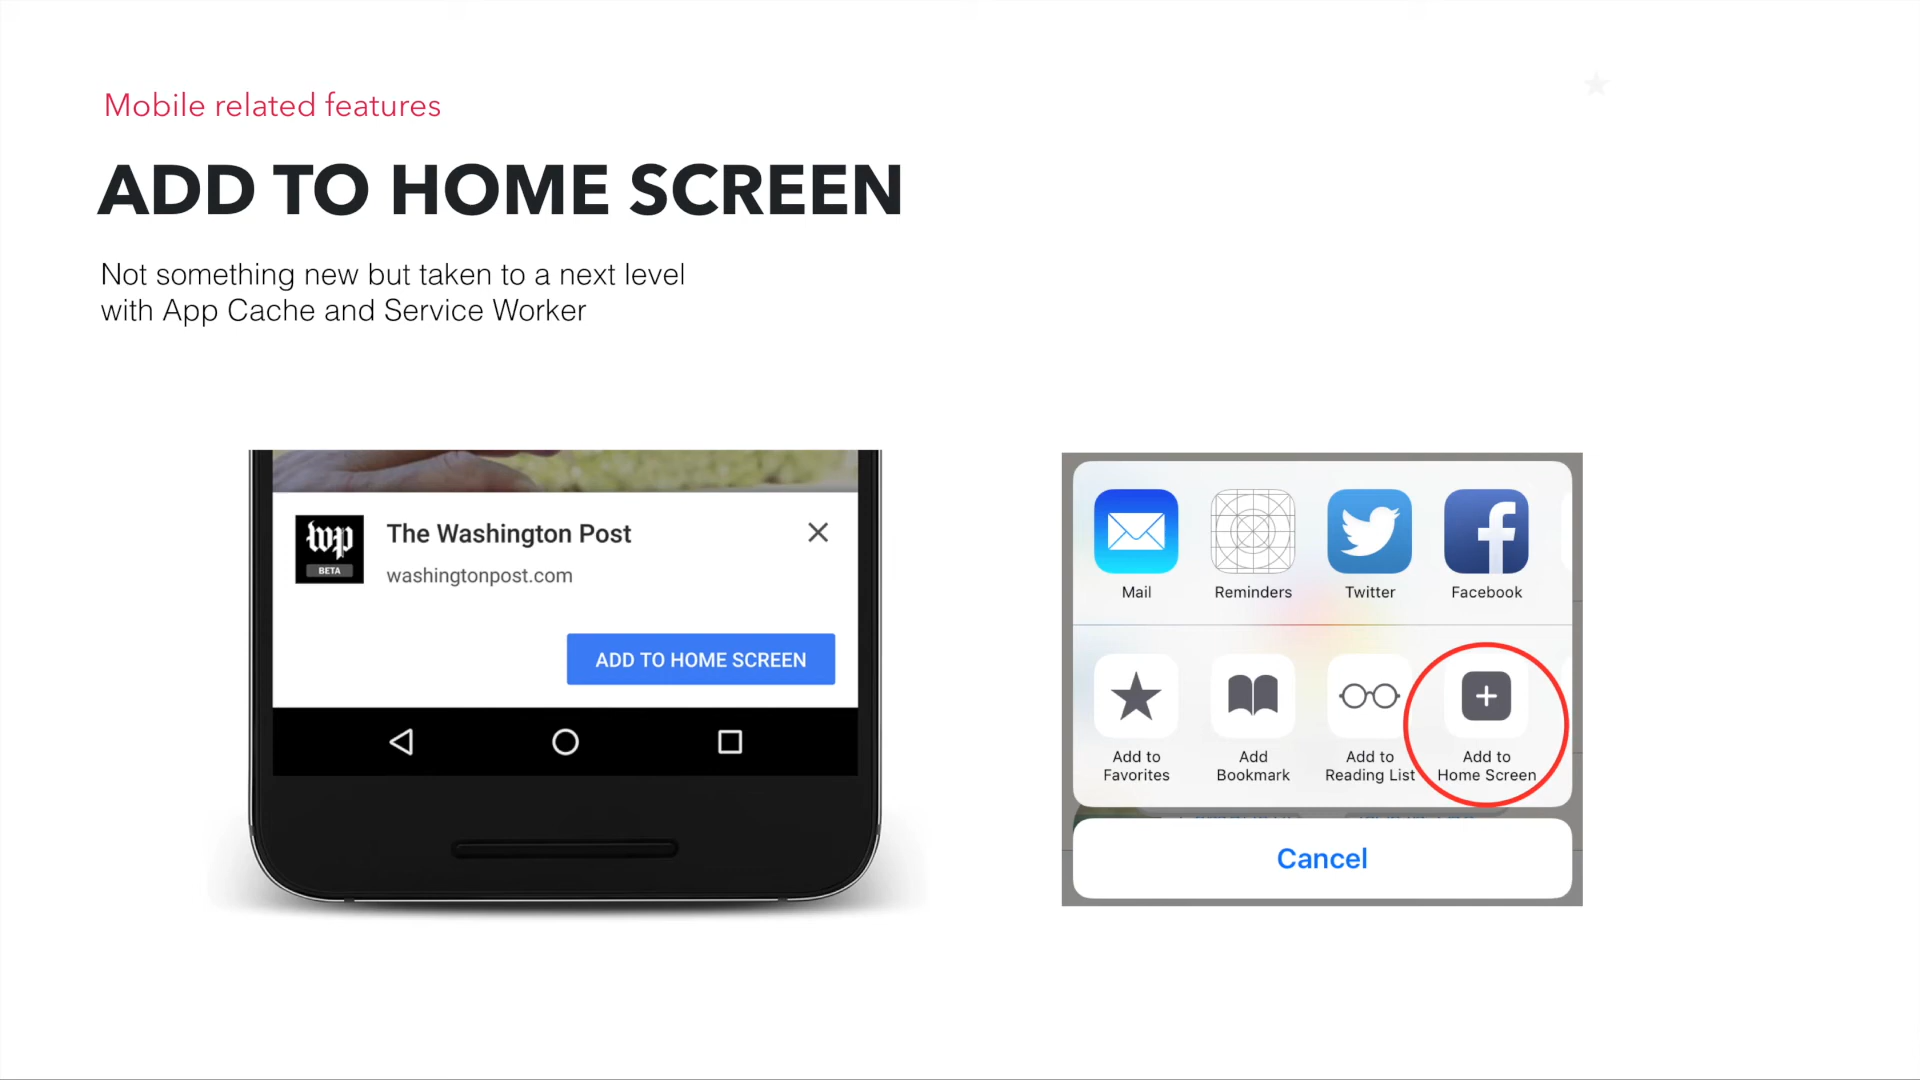 Mobile related features
ADD TO HOME SCREEN
Not something new but taken to a next level
with App Cache and Service Worker
wp
BETA
The Washington Post
washingtonpost.com
ADD TO HOME SCREEN
Mail
Reminders
Twitter
Facebook
Add to
Favorites
Add
Bookmark
Add to
Reading List
Add to
Home Screen
Cancel